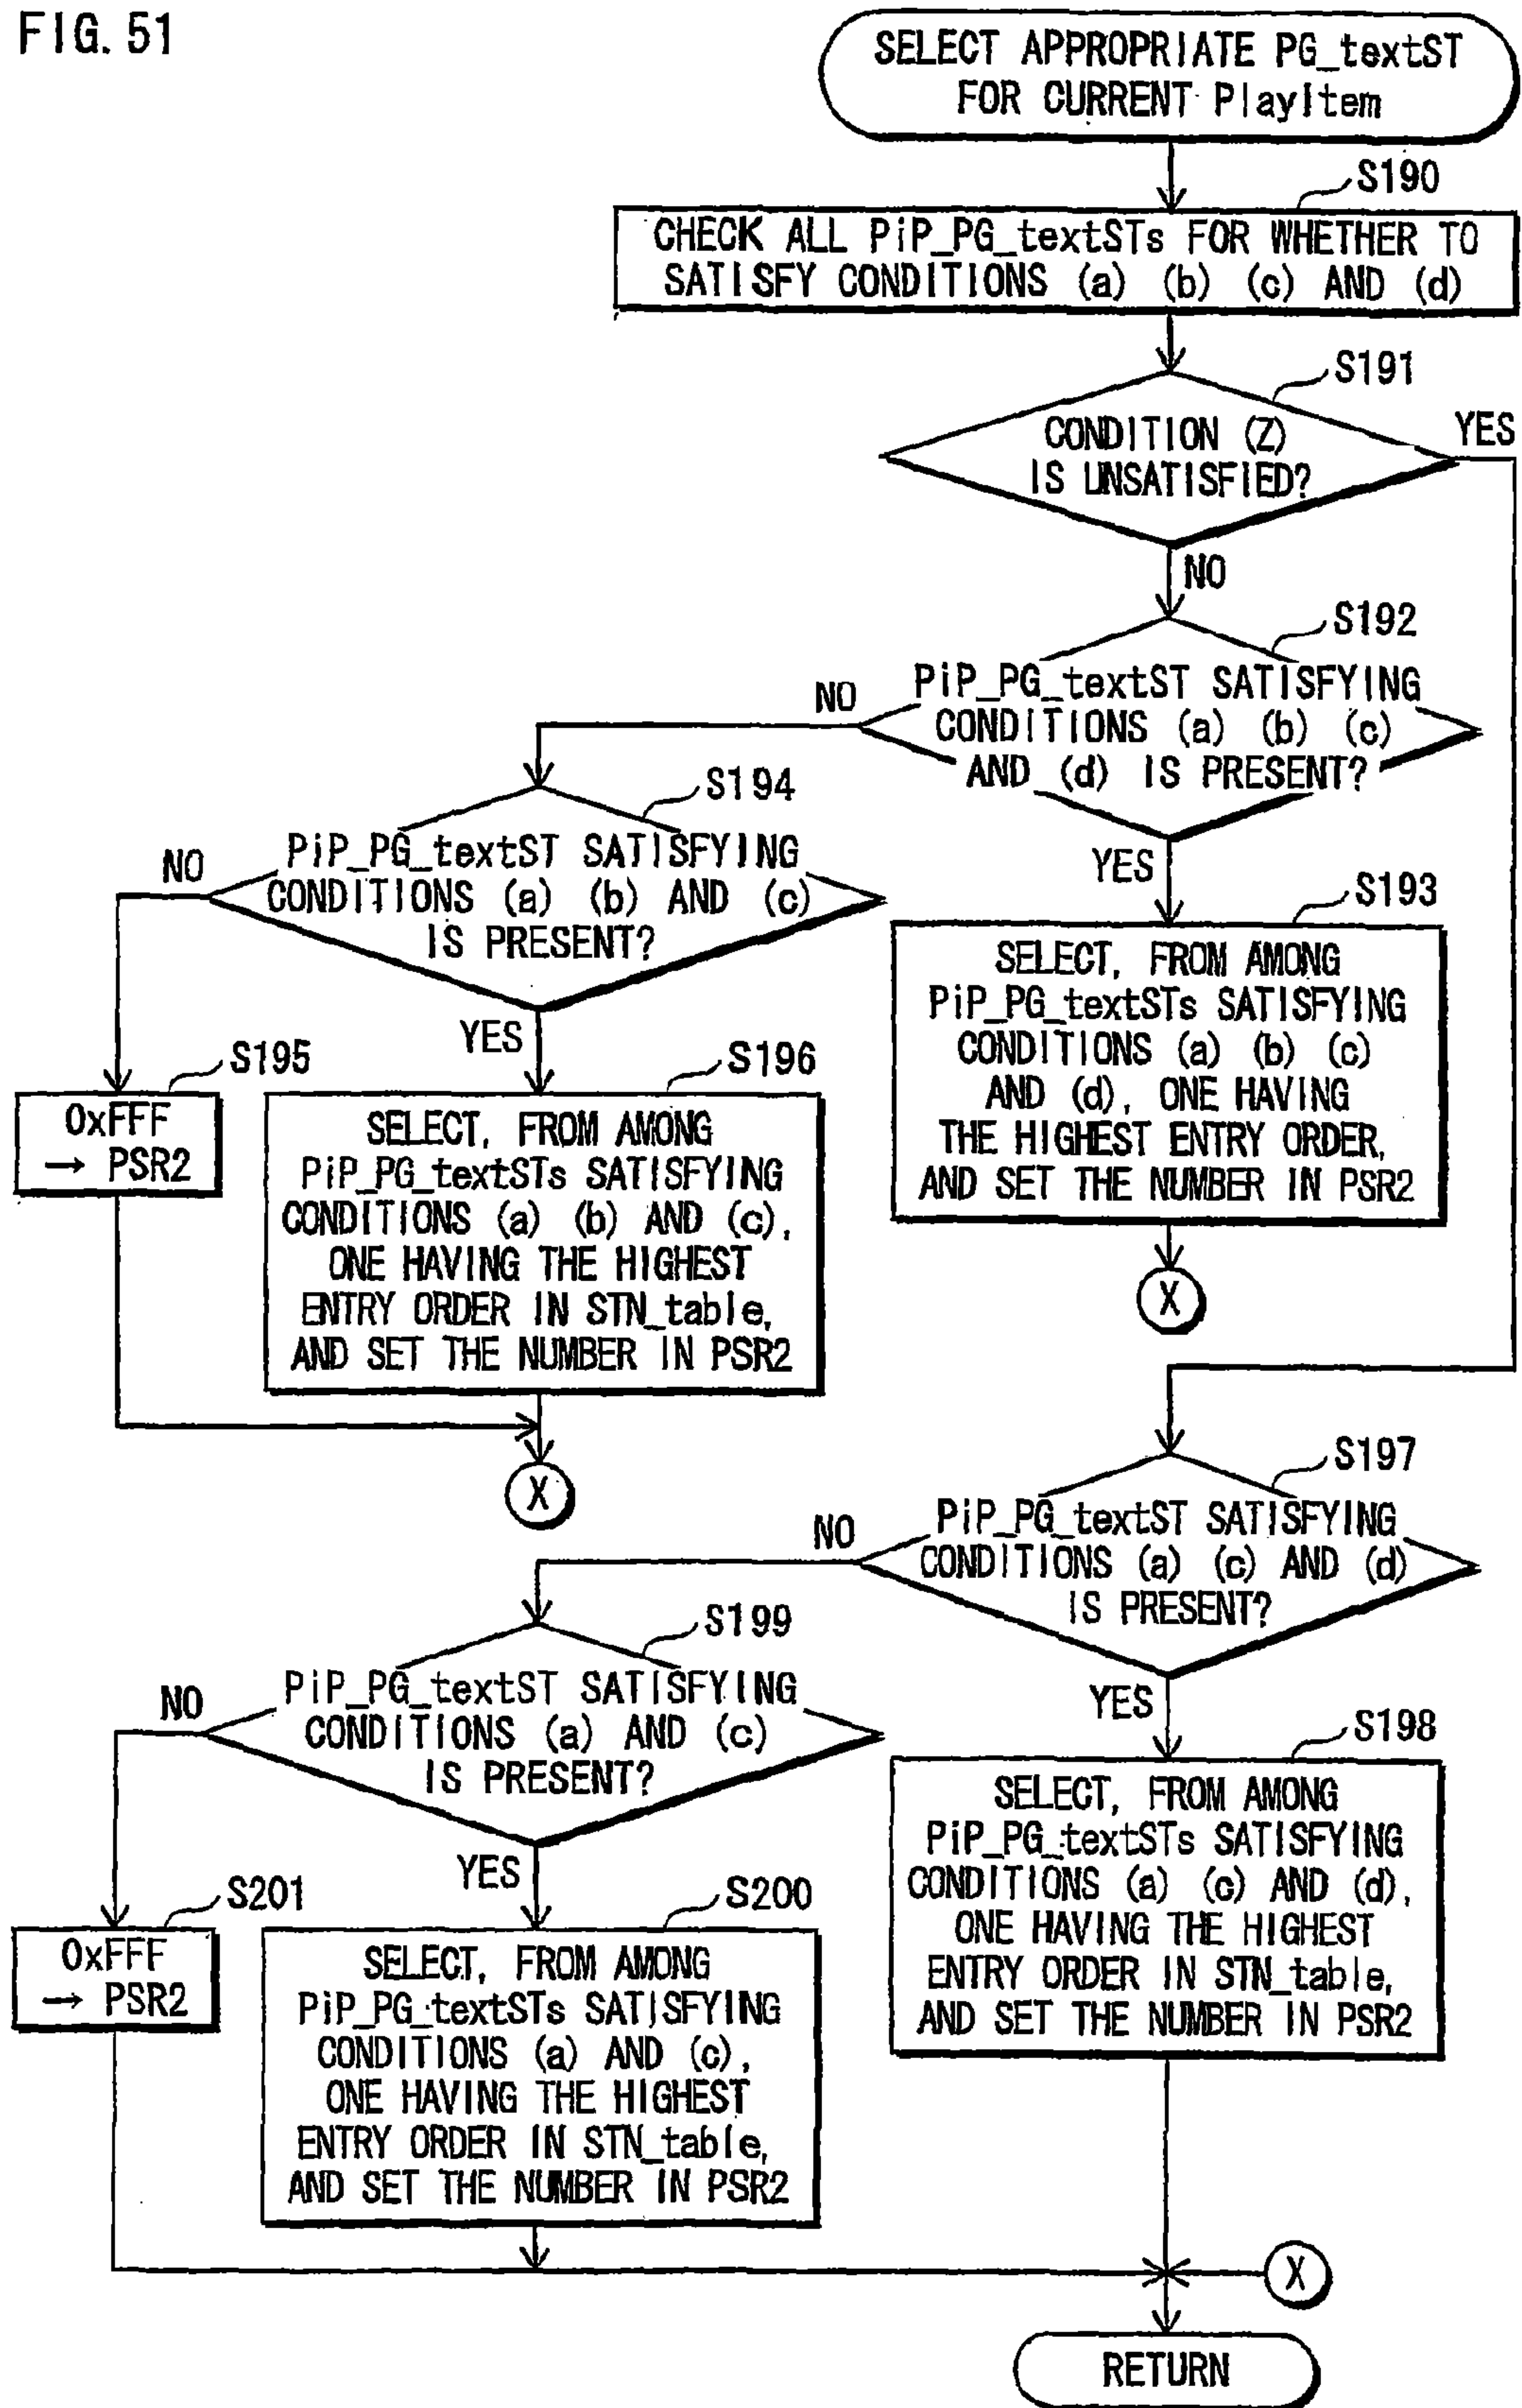 FIG. 51
SELECT APPROPRIATE PG_textST
FOR CURRENT PlayItem
S190
CHECK ALL PiP_PG_textSTs FOR WHETHER TO
SATISFY CONDITIONS (a) (b) (c) AND (d)
S191
CONDITION (Z)
IS UNSATISFIED?
YES
NO
S192
PiP_PG_textST SATISFYING
CONDITIONS (a) (b) (c)
AND (d) IS PRESENT?
NO
YES
S194
PiP_PG_textST SATISFYING
CONDITIONS (a) (b) AND (c)
IS PRESENT?
NO
YES
S193
SELECT, FROM AMONG
PiP_PG_textSTs SATISFYING
CONDITIONS (a) (b) (c)
AND (d), ONE HAVING
THE HIGHEST ENTRY ORDER,
AND SET THE NUMBER IN PSR2
X
S195
0xFFF
→ PSR2
S196
SELECT, FROM AMONG
PiP_PG_textSTs SATISFYING
CONDITIONS (a) (b) AND (c),
ONE HAVING THE HIGHEST
ENTRY ORDER IN STN_table,
AND SET THE NUMBER IN PSR2
X
S197
PiP_PG_textST SATISFYING
CONDITIONS (a) (c) AND (d)
IS PRESENT?
NO
YES
S199
PiP_PG_textST SATISFYING
CONDITIONS (a) AND (c)
IS PRESENT?
NO
YES
S198
SELECT, FROM AMONG
PiP_PG_textSTs SATISFYING
CONDITIONS (a) (c) AND (d),
ONE HAVING THE HIGHEST
ENTRY ORDER IN STN_table,
AND SET THE NUMBER IN PSR2
S201
0xFFF
→ PSR2
S200
SELECT, FROM AMONG
PiP_PG_textSTs SATISFYING
CONDITIONS (a) AND (c),
ONE HAVING THE HIGHEST
ENTRY ORDER IN STN_table,
AND SET THE NUMBER IN PSR2
X
RETURN